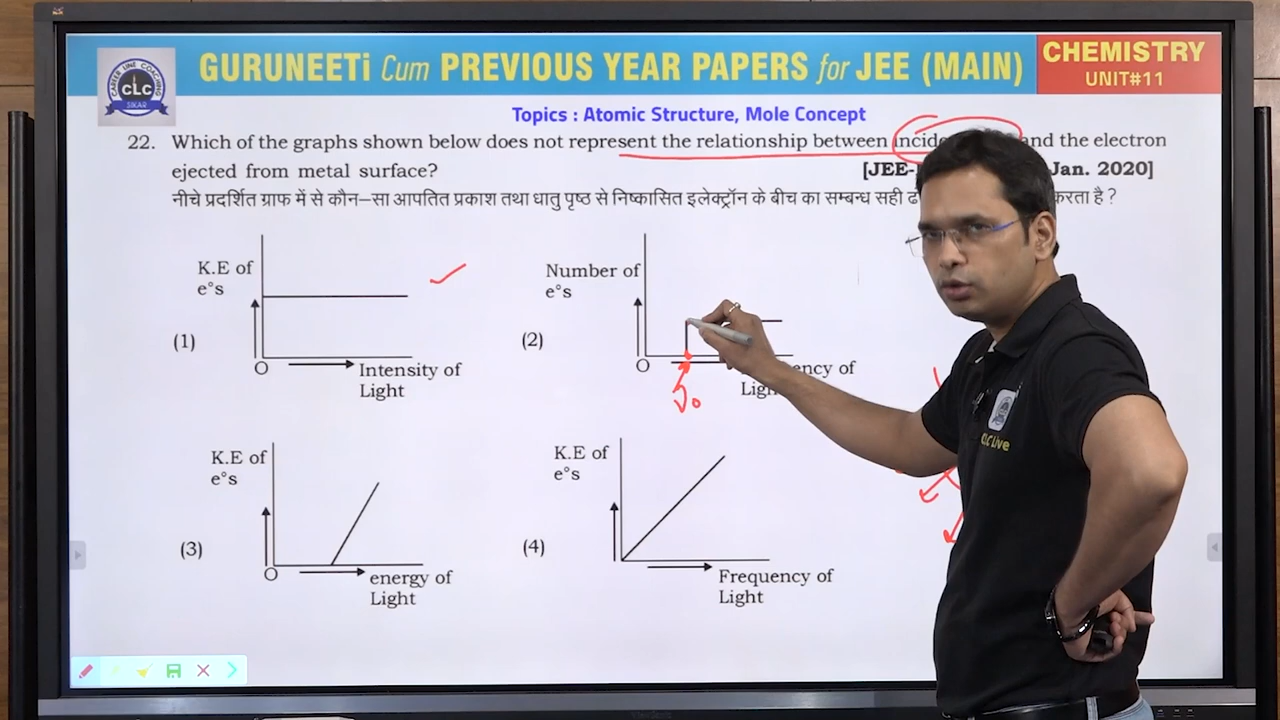 GURUNEETi Cum PREVIOUS YEAR PAPERS for JEE (MAIN)
CHEMISTRY
UNIT#11
CAREER LINE COACHING
CLC
SIKAR
Topics : Atomic Structure, Mole Concept
22. Which of the graphs shown below does not represent the relationship between and the electron
ejected from metal surface? [JEE- Jan. 2020]
नीचे प्रदर्शित ग्राफ में से कौन–सा आपतित प्रकाश तथा धातु पृष्ठ से निष्कासित इलेक्ट्रॉन के बीच का सम्बन्ध सही करता है ?
K.E of
e°s
(1)
O
Intensity of
Light
Number of
e°s
(2)
O
of
Light
K.E of
e°s
(3)
O
energy of
Light
K.E of
e°s
(4)
Frequency of
Light
CLC Live